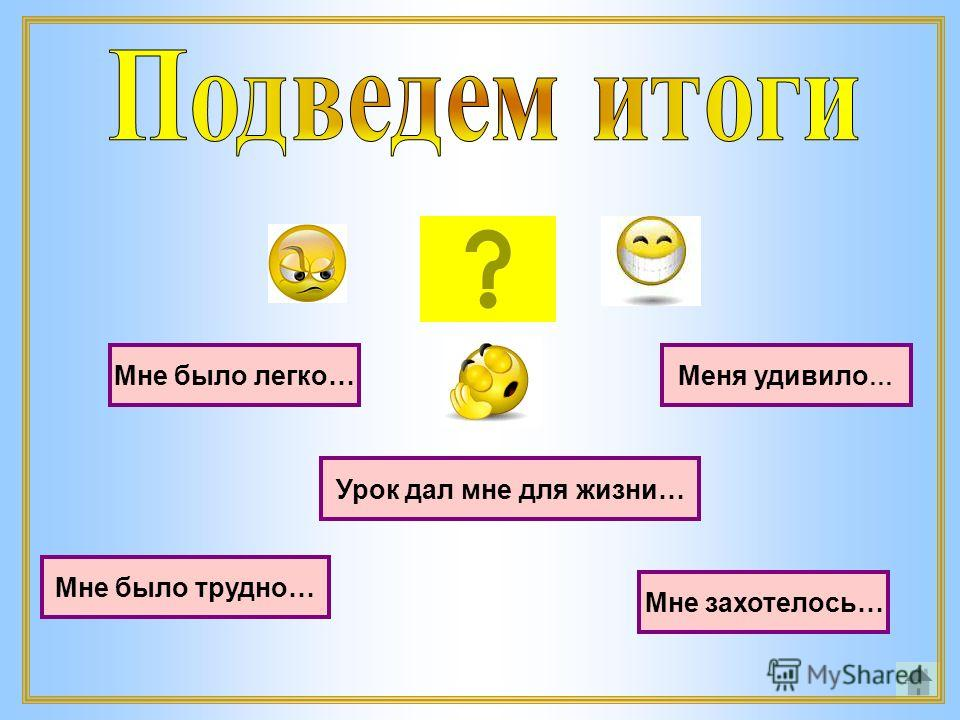 Подведем итоги
?
Мне было легко…
Меня удивило…
Урок дал мне для жизни…
Мне было трудно…
Мне захотелось…
MyShared